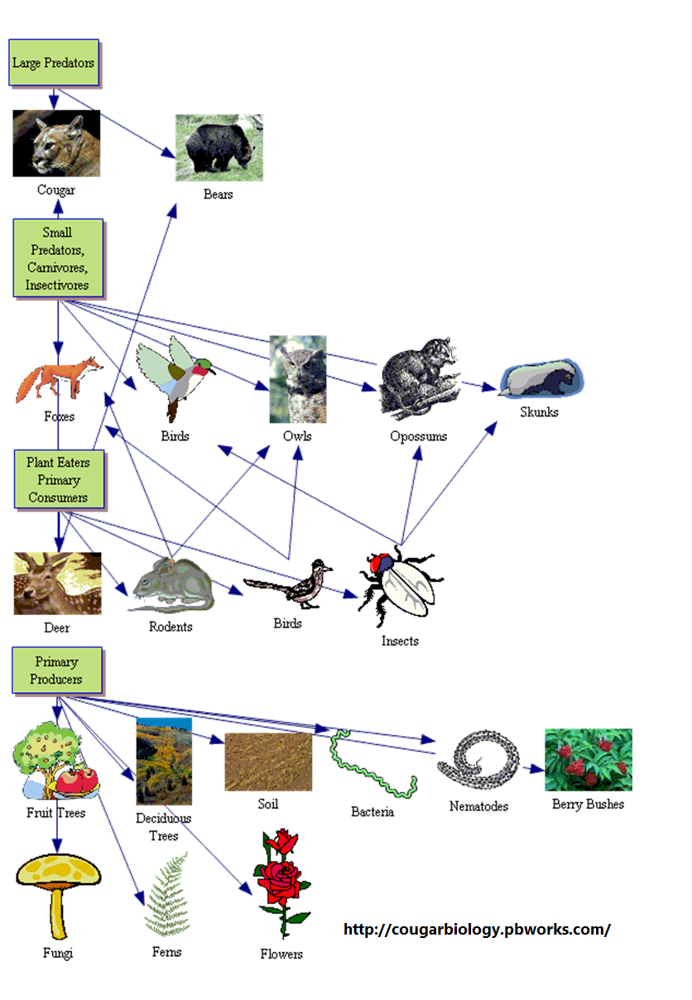 Large Predators
Cougar
Bears
Small
Predators,
Carnivores,
Insectivores
Foxes
Birds
Owls
Opossums
Skunks
Plant Eaters
Primary
Consumers
Deer
Rodents
Birds
Insects
Primary
Producers
Fruit Trees
Deciduous
Trees
Soil
Bacteria
Nematodes
Berry Bushes
Fungi
Ferns
Flowers
http://cougarbiology.pbworks.com/